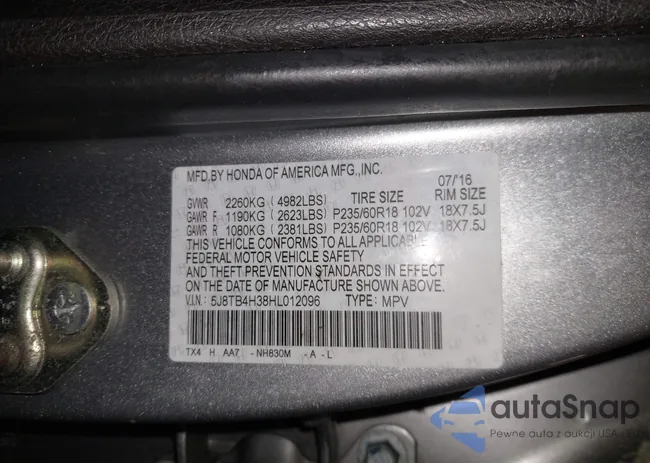 MFD.BY HONDA OF AMERICA MFG.,INC.
07/'16
GVWR 2260KG ( 4982LBS) TIRE SIZE RIM SIZE
GAWR F 1190KG ( 2623LBS) P235/60R18 102V 18X7.5J
GAWR R 1080KG ( 2381LBS) P235/60R18 102V 18X7.5J
THIS VEHICLE CONFORMS TO ALL APPLICABLE
FEDERAL MOTOR VEHICLE SAFETY
AND THEFT PREVENTION STANDARDS IN EFFECT
ON THE DATE OF MANUFACTURE SHOWN ABOVE.
V.I.N.: 5J8TB4H38HL012096 TYPE: MPV
TX4 H AA7 - NH830M - A - L
autoSnap
Pewne auta z aukcji USA i EU